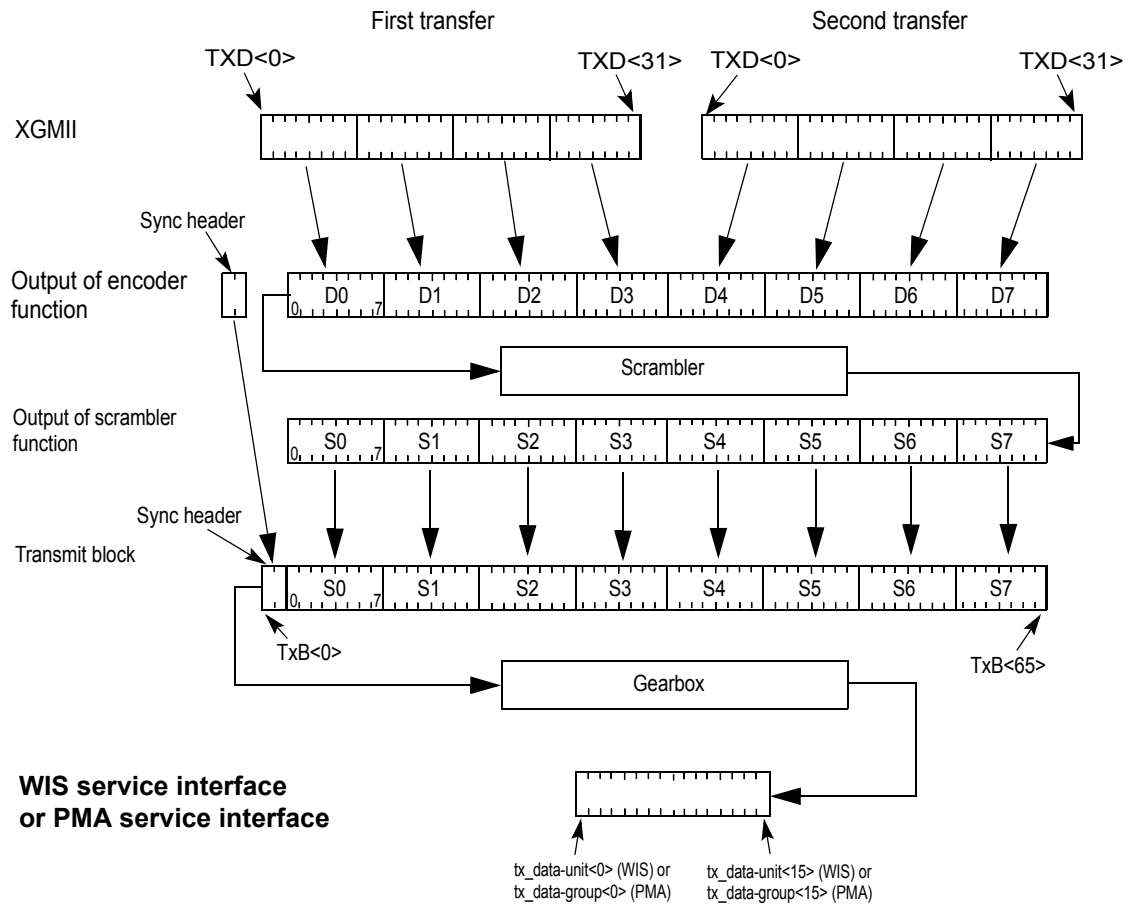 First transfer
Second transfer
TXD<0>
TXD<31>
TXD<0>
TXD<31>
XGMII
Sync header
Output of encoder
function
D0
D1
D2
D3
D4
D5
D6
D7
0
7
Scrambler
Output of scrambler
function
S0
S1
S2
S3
S4
S5
S6
S7
0
7
Sync header
Transmit block
S0
S1
S2
S3
S4
S5
S6
S7
0
7
TxB<0>
TxB<65>
Gearbox
WIS service interface
or PMA service interface
tx_data-unit<0> (WIS) or
tx_data-group<0> (PMA)
tx_data-unit<15> (WIS) or
tx_data-group<15> (PMA)